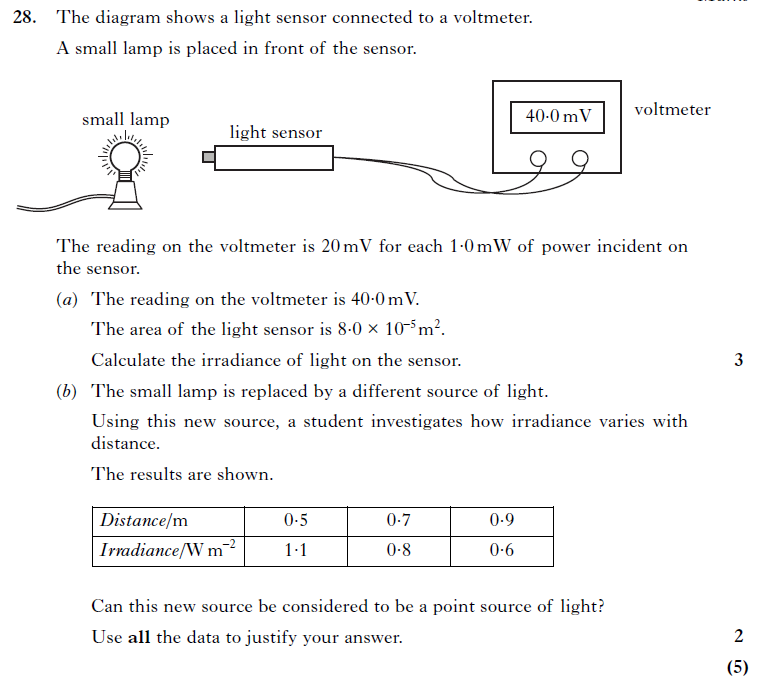 28. The diagram shows a light sensor connected to a voltmeter.
A small lamp is placed in front of the sensor.
small lamp
light sensor
40·0 mV
voltmeter
The reading on the voltmeter is 20 mV for each 1·0 mW of power incident on
the sensor.
(a) The reading on the voltmeter is 40·0 mV.
The area of the light sensor is 8·0 × 10⁻⁵ m².
Calculate the irradiance of light on the sensor. 3
(b) The small lamp is replaced by a different source of light.
Using this new source, a student investigates how irradiance varies with
distance.
The results are shown.
Distance/m 0·5 0·7 0·9
Irradiance/W m⁻² 1·1 0·8 0·6
Can this new source be considered to be a point source of light?
Use all the data to justify your answer. 2
(5)